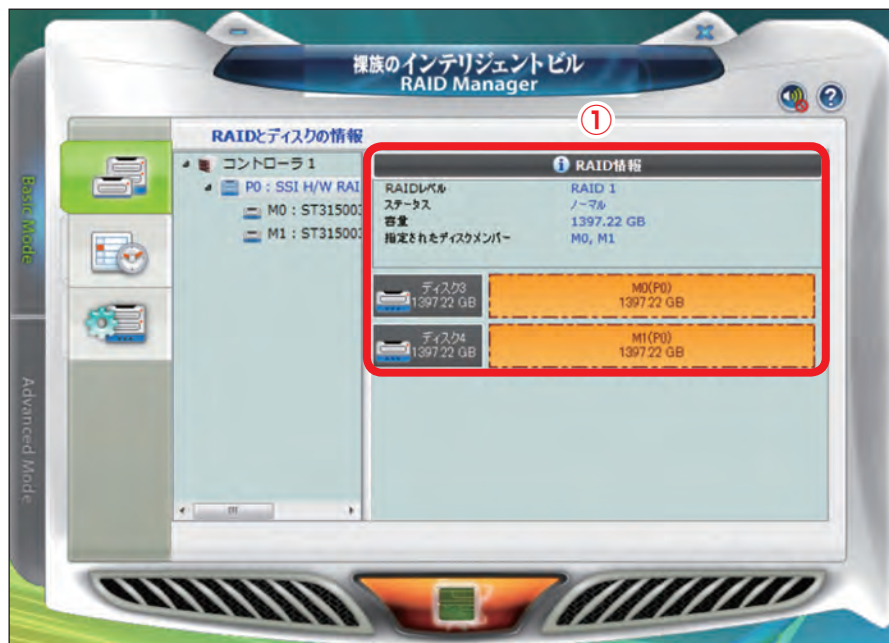 裸族のインテリジェントビル
RAID Manager
①
RAIDとディスクの情報
Basic Mode
Advanced Mode
コントローラ 1
P0 : SSI H/W RAI
M0 : ST315003
M1 : ST315003
RAID情報
RAIDレベル RAID 1
ステータス ノーマル
容量 1397.22 GB
指定されたディスクメンバー M0, M1
ディスク3
1397.22 GB
M0(P0)
1397.22 GB
ディスク4
1397.22 GB
M1(P0)
1397.22 GB